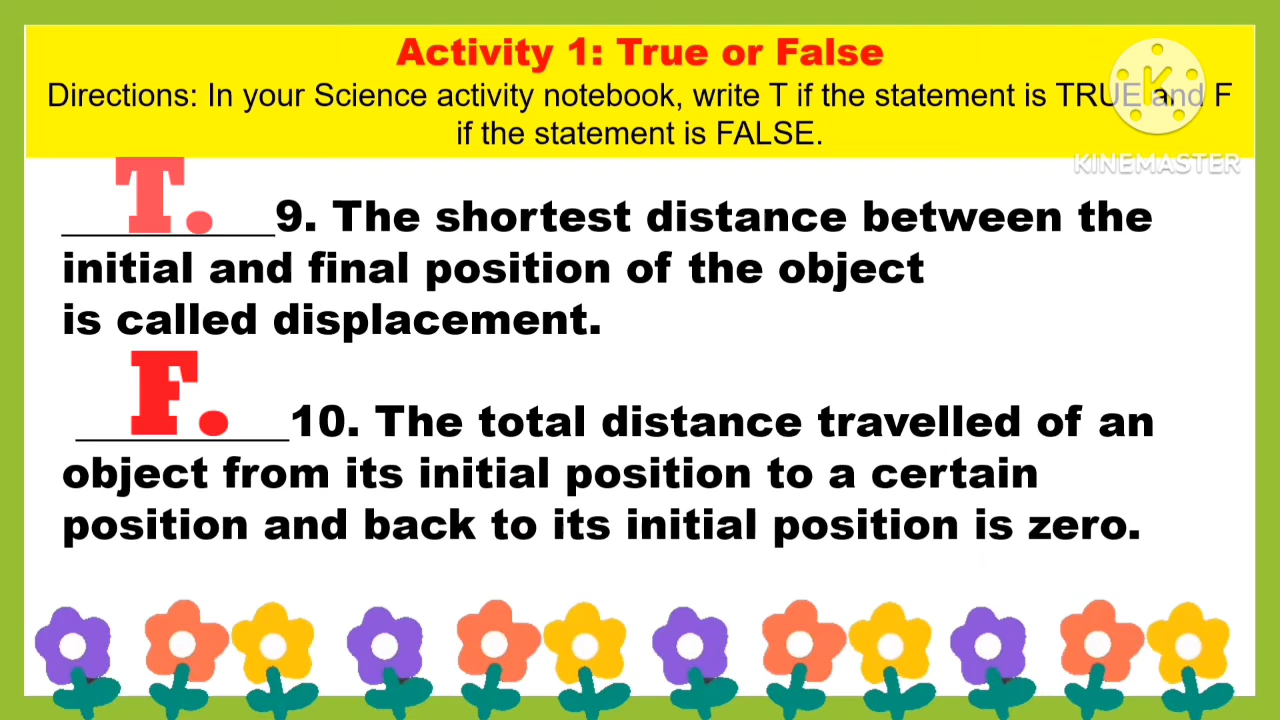 Activity 1: True or False
Directions: In your Science activity notebook, write T if the statement is TRUE and F
if the statement is FALSE.
K
KINEMASTER
T.
__________9. The shortest distance between the
initial and final position of the object
is called displacement.
F.
__________10. The total distance travelled of an
object from its initial position to a certain
position and back to its initial position is zero.